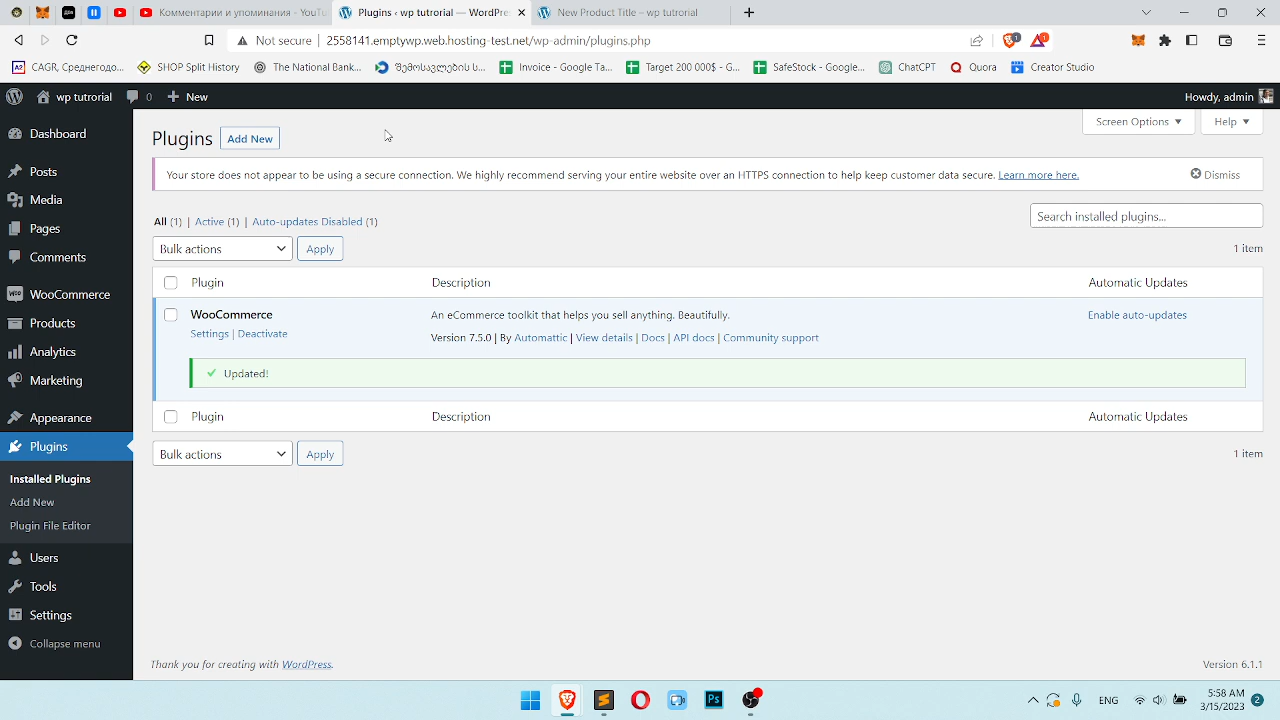 Комментарии и упоминания - YouTu
Plugins ‹ wp tutorial — WordPre
New Product Title – wp tutorial
Not secure
2558141.emptywp.web.hosting-test.net/wp-admin/plugins.php
1
1
CAGR, Среднегодо...
SHOP Split History
The National Bank...
Invoice - Google Ta...
Target 200 000$ - G...
SafeStock - Google...
ChatCPT
Quora
Creator Studio
wp tutorial
0
New
Howdy, admin
Screen Options
Help
Dashboard
Posts
Media
Pages
Comments
WooCommerce
Products
Analytics
Marketing
Appearance
Plugins
Installed Plugins
Add New
Plugin File Editor
Users
Tools
Settings
Collapse menu
Plugins
Add New
Your store does not appear to be using a secure connection. We highly recommend serving your entire website over an HTTPS connection to help keep customer data secure. Learn more here.
Dismiss
All (1) | Active (1) | Auto-updates Disabled (1)
Search installed plugins...
Bulk actions
Apply
1 item
Plugin
Description
Automatic Updates
WooCommerce
An eCommerce toolkit that helps you sell anything. Beautifully.
Enable auto-updates
Settings | Deactivate
Version 7.5.0 | By Automattic | View details | Docs | API docs | Community support
Updated!
Plugin
Description
Automatic Updates
Bulk actions
Apply
1 item
Thank you for creating with WordPress.
Version 6.1.1
Ps
ENG
5:58 AM
3/15/2023
2